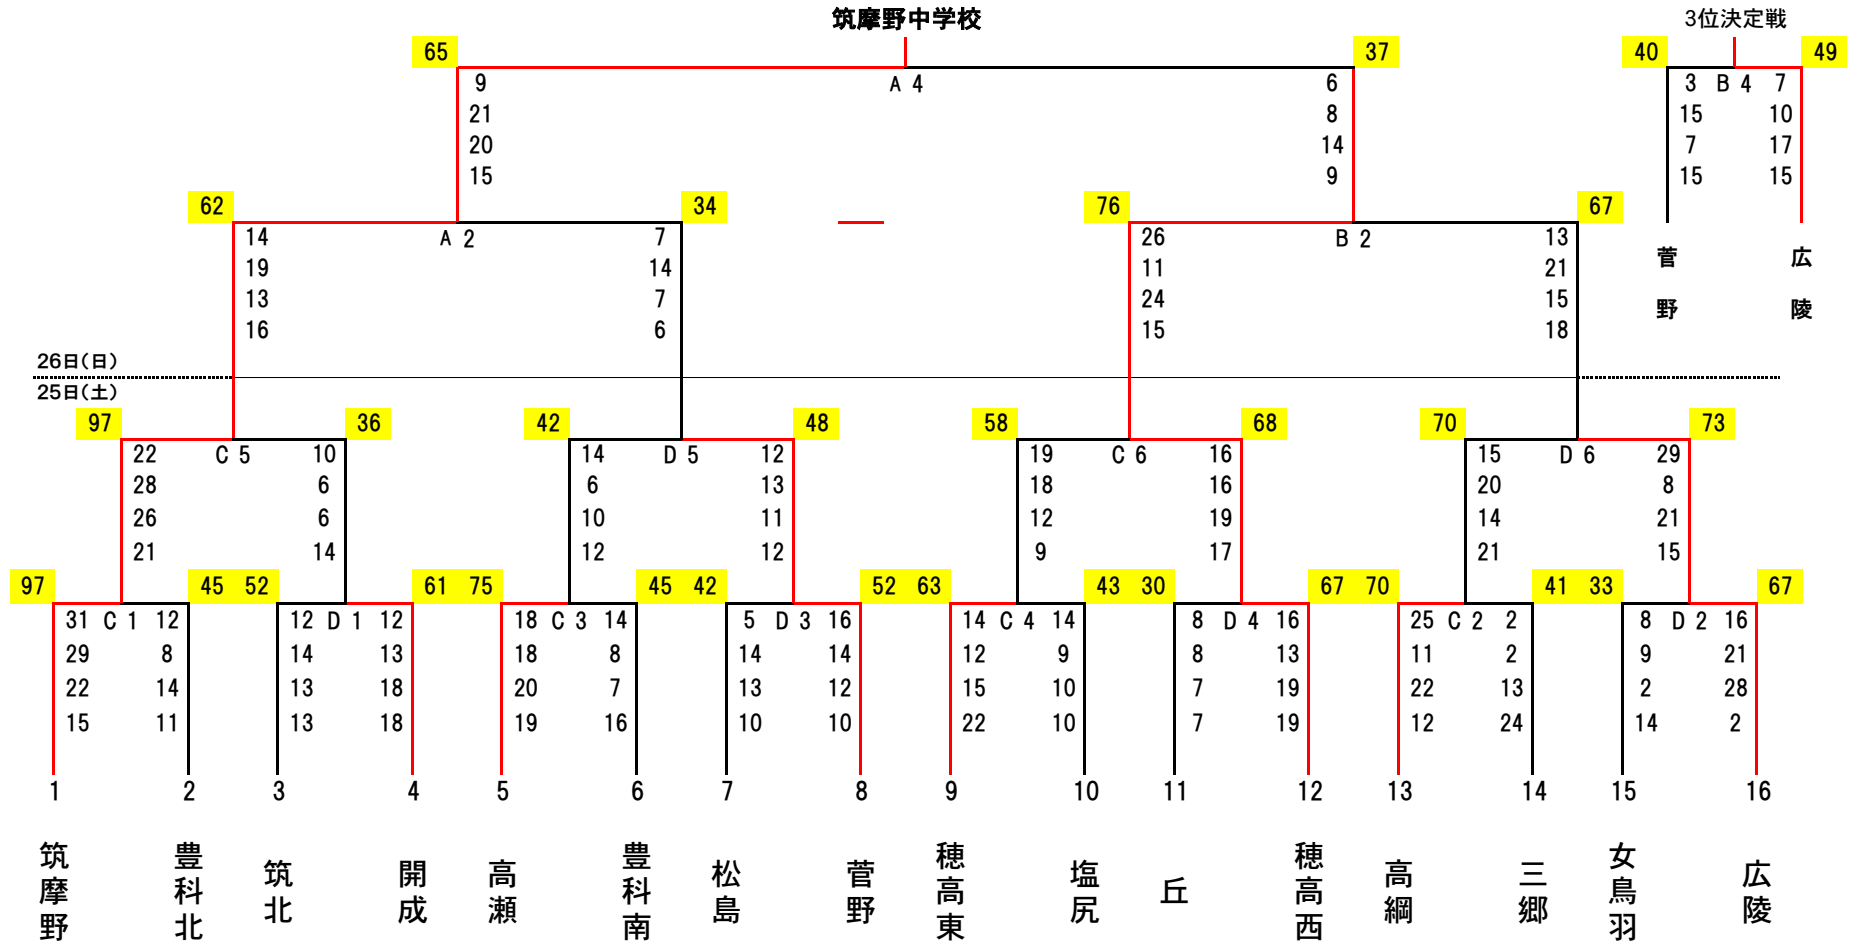 筑摩野中学校 3位決定戦
65 37 40 49
9 A 4 6 3 B 4 7
21 8 15 10
20 14 7 17
15 9 15 15
62 34 76 67
14 A 2 7 26 B 2 13
19 14 11 21
13 7 24 15
16 6 15 18
菅野 広陵
26日(日)
25日(土)
97 36 42 48 58 68 70 73
22 C 5 10 14 D 5 12 19 C 6 16 15 D 6 29
28 6 6 13 18 16 20 8
26 6 10 11 12 19 14 21
21 14 12 12 9 17 21 15
97 45 52 61 75 45 42 52 63 43 30 67 70 41 33 67
31 C 1 12 12 D 1 12 18 C 3 14 5 D 3 16 14 C 4 14 8 D 4 16 25 C 2 2 8 D 2 16
29 8 14 13 18 8 14 14 12 9 8 13 11 2 9 21
22 14 13 18 20 7 13 12 15 10 7 19 22 13 2 28
15 11 13 18 19 16 10 10 22 10 7 19 12 24 14 2
1 2 3 4 5 6 7 8 9 10 11 12 13 14 15 16
筑摩野 豊科北 筑北 開成 高瀬 豊科南 松島 菅野 穂高東 塩尻 丘 穂高西 高綱 三郷 女鳥羽 広陵